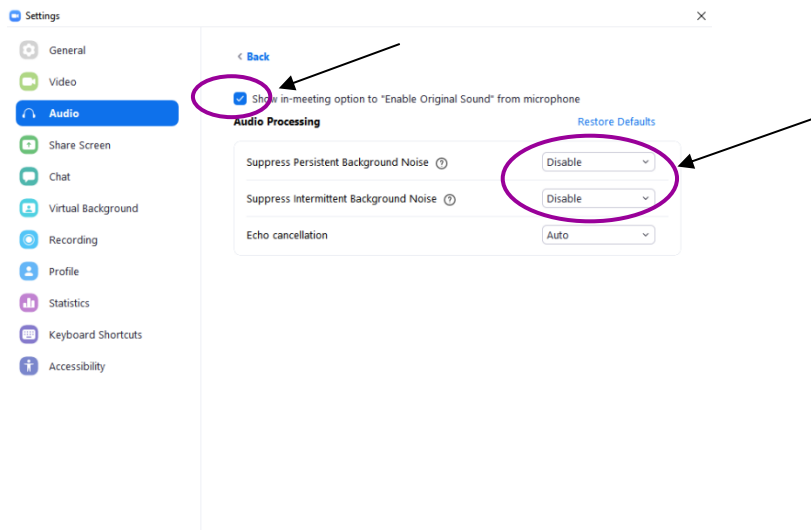 Settings
General
Video
Audio
Share Screen
Chat
Virtual Background
Recording
Profile
Statistics
Keyboard Shortcuts
Accessibility
< Back
Show in-meeting option to "Enable Original Sound" from microphone
Audio Processing Restore Defaults
Suppress Persistent Background Noise ? Disable
Suppress Intermittent Background Noise ? Disable
Echo cancellation Auto